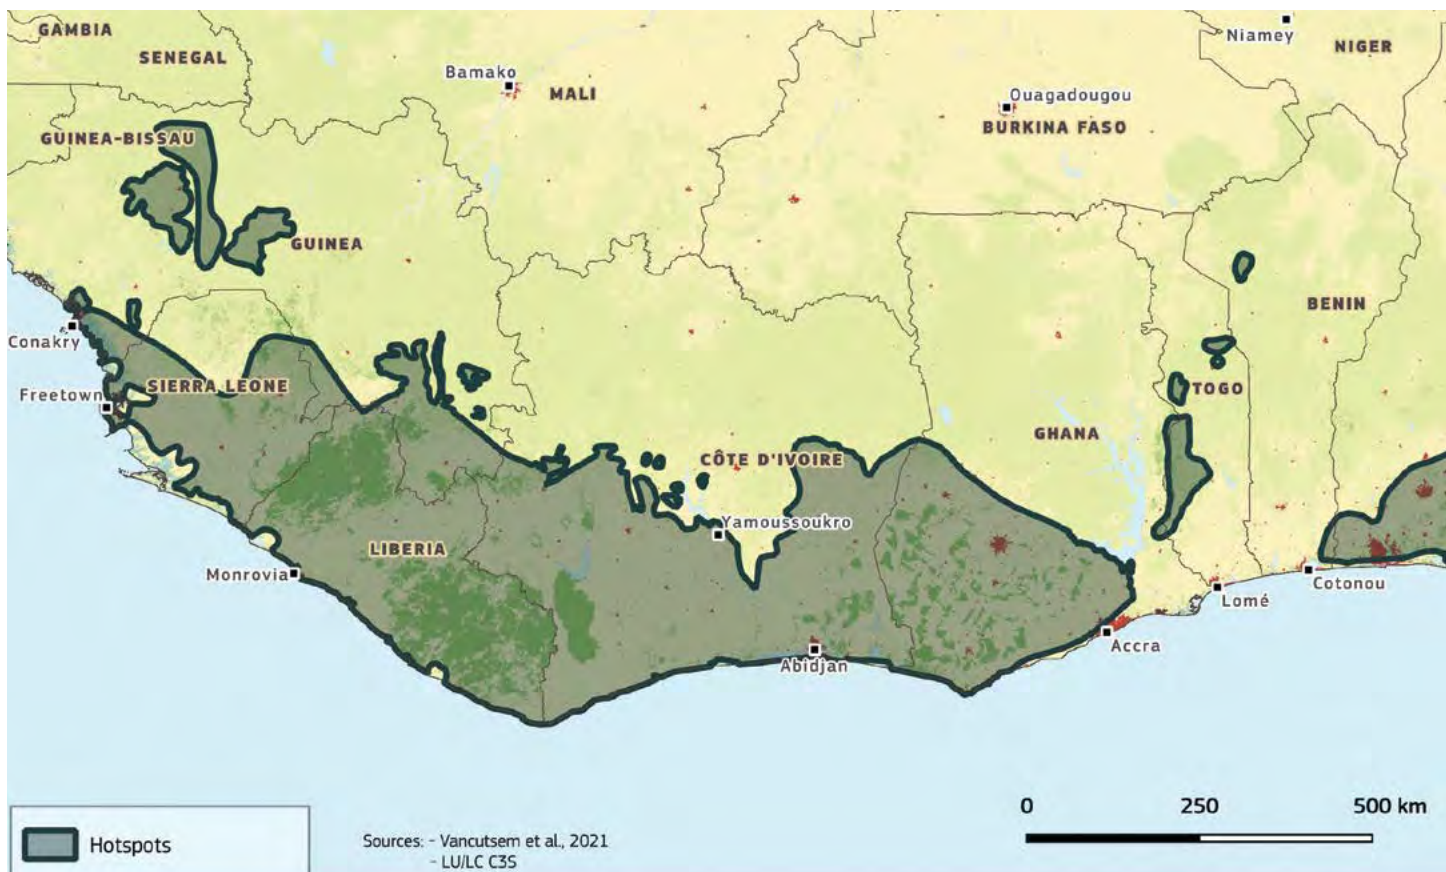 GAMBIA
SENEGAL
Bamako
MALI
Niamey
NIGER
Ouagadougou
BURKINA FASO
GUINEA-BISSAU
GUINEA
BENIN
Conakry
SIERRA LEONE
Freetown
TOGO
GHANA
CÔTE D'IVOIRE
Yamoussoukro
LIBERIA
Monrovia
Cotonou
Lomé
Accra
Abidjan
0 250 500 km
Hotspots
Sources: - Vancutsem et al., 2021
- LU/LC C3S